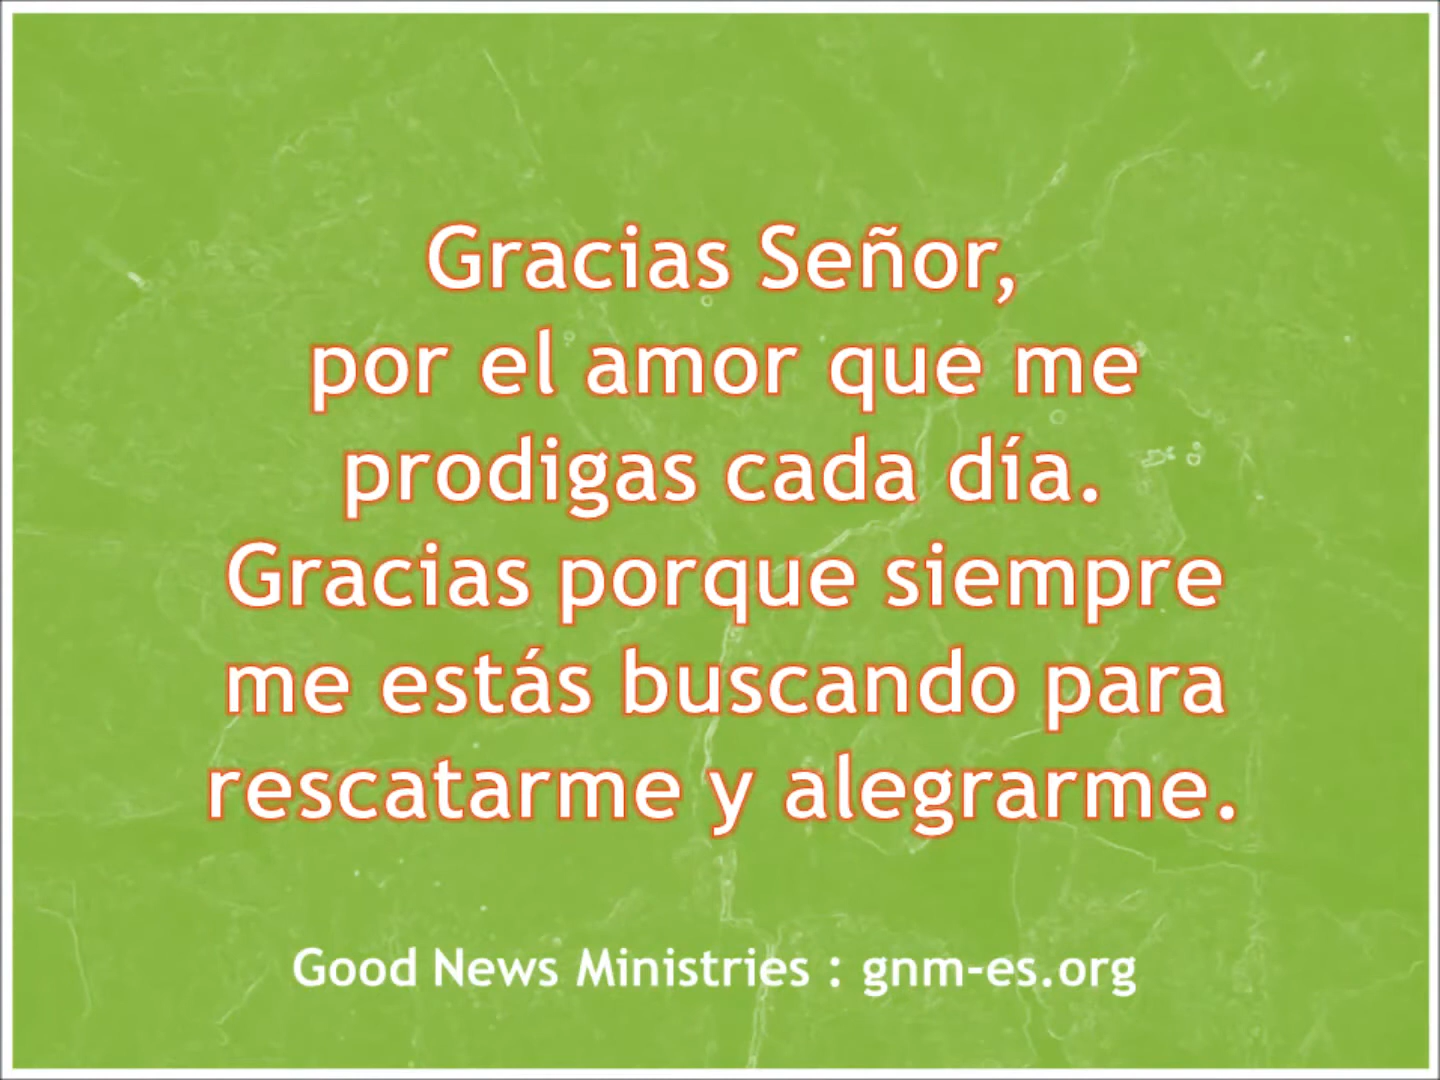 Gracias Señor,
por el amor que me
prodigas cada día.
Gracias porque siempre
me estás buscando para
rescatarme y alegrarme.
Good News Ministries : gnm-es.org